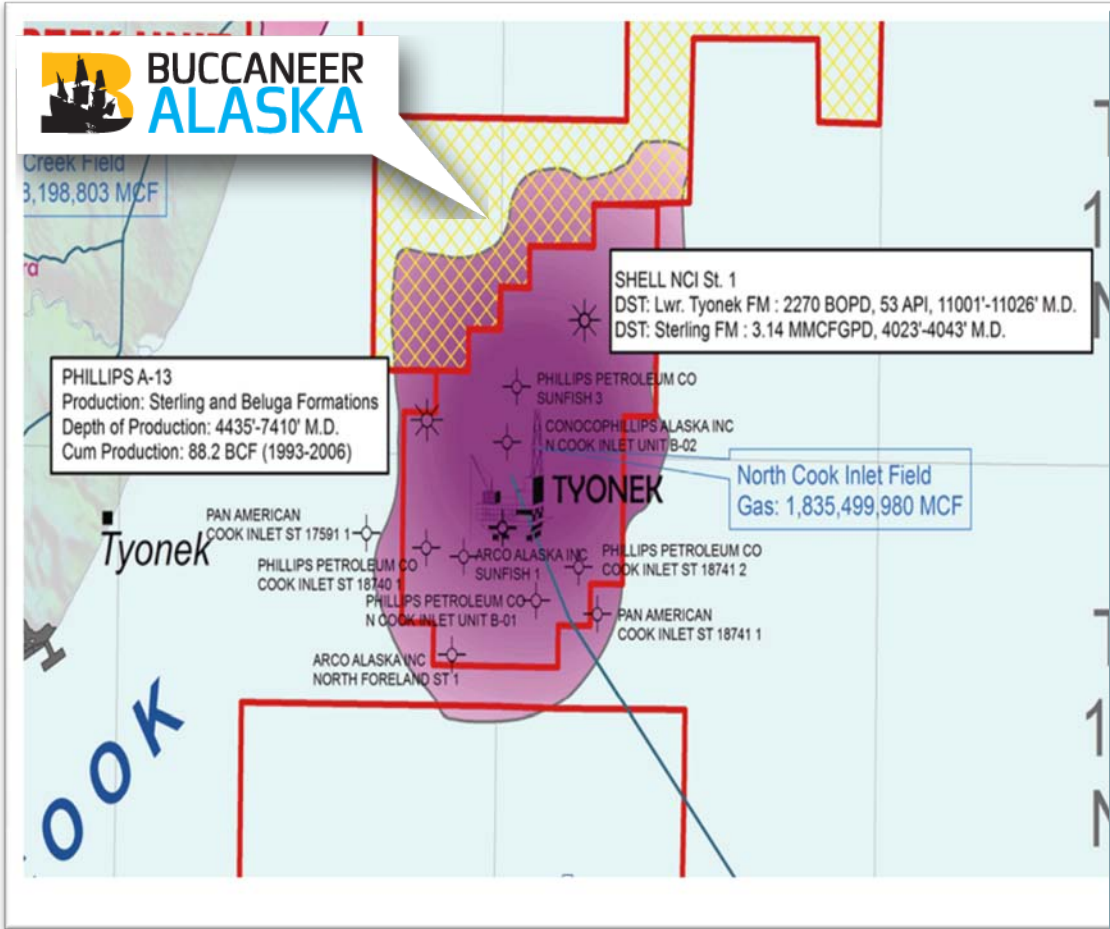 BUCCANEER
ALASKA
Creek Field
3,198,803 MCF
SHELL NCI St. 1
DST: Lwr. Tyonek FM : 2270 BOPD, 53 API, 11001'-11026' M.D.
DST: Sterling FM : 3.14 MMCFGPD, 4023'-4043' M.D.
PHILLIPS A-13
Production: Sterling and Beluga Formations
Depth of Production: 4435'-7410' M.D.
Cum Production: 88.2 BCF (1993-2006)
PHILLIPS PETROLEUM CO
SUNFISH 3
CONOCOPHILLIPS ALASKA INC
N COOK INLET UNIT B-02
North Cook Inlet Field
Gas: 1,835,499,980 MCF
TYONEK
Tyonek
PAN AMERICAN
COOK INLET ST 17591 1
PHILLIPS PETROLEUM CO
COOK INLET ST 18740 1
ARCO ALASKA INC
SUNFISH 1
PHILLIPS PETROLEUM CO
COOK INLET ST 18741 2
PHILLIPS PETROLEUM CO
N COOK INLET UNIT B-01
PAN AMERICAN
COOK INLET ST 18741 1
ARCO ALASKA INC
NORTH FORELAND ST 1
OOK
1
N
1
N